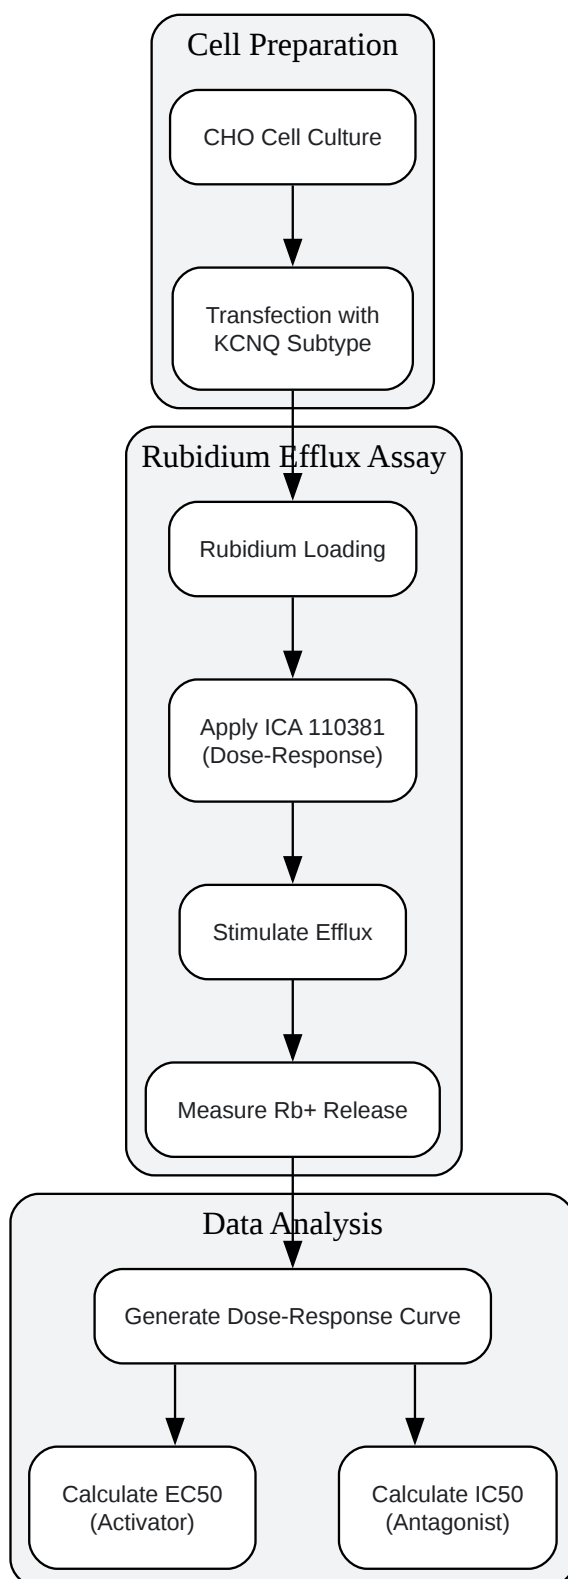 Cell Preparation
CHO Cell Culture
Transfection with
KCNQ Subtype
Rubidium Efflux Assay
Rubidium Loading
Apply ICA 110381
(Dose-Response)
Stimulate Efflux
Measure Rb+ Release
Data Analysis
Generate Dose-Response Curve
Calculate EC50
(Activator)
Calculate IC50
(Antagonist)